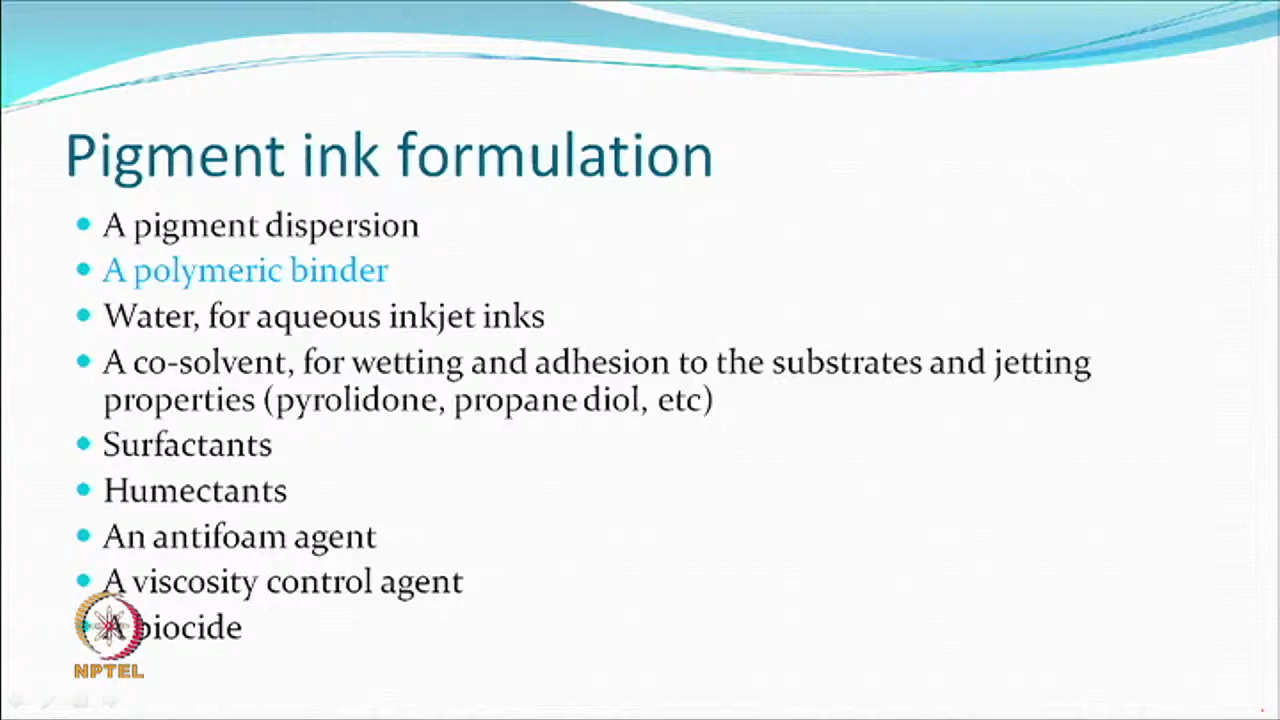 Pigment ink formulation
A pigment dispersion
A polymeric binder
Water, for aqueous inkjet inks
A co-solvent, for wetting and adhesion to the substrates and jetting
properties (pyrolidone, propane diol, etc)
Surfactants
Humectants
An antifoam agent
A viscosity control agent
A biocide
NPTEL